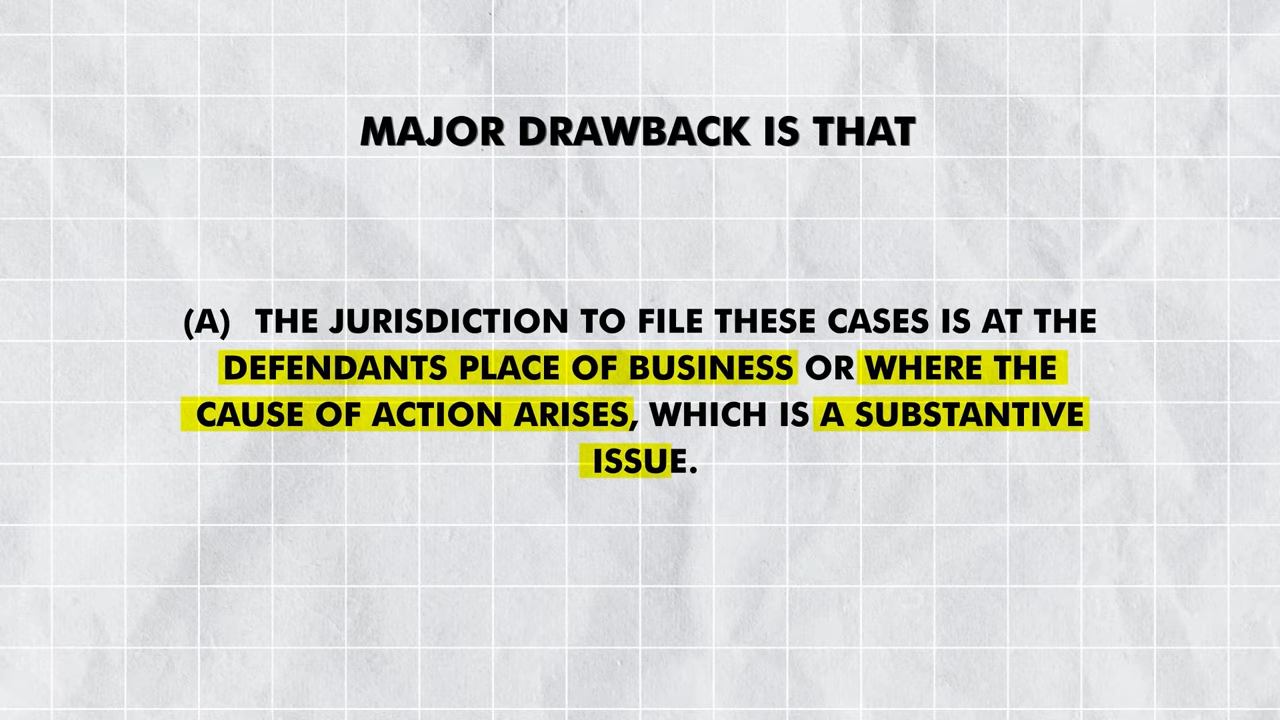 MAJOR DRAWBACK IS THAT
(A) THE JURISDICTION TO FILE THESE CASES IS AT THE
DEFENDANTS PLACE OF BUSINESS OR WHERE THE
CAUSE OF ACTION ARISES, WHICH IS A SUBSTANTIVE
ISSUE.